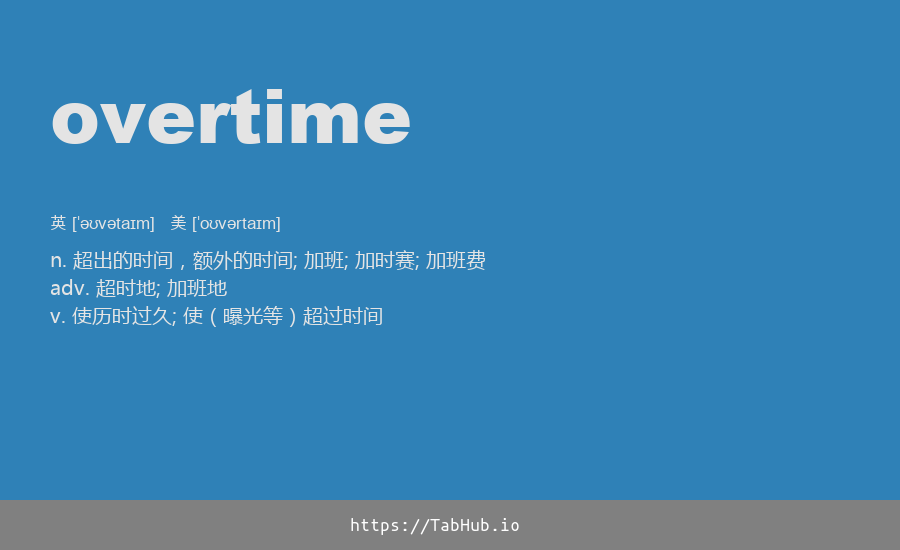 overtime
英 [ˈəʊvətaɪm] 美 [ˈoʊvərtaɪm]
n. 超出的时间，额外的时间; 加班; 加时赛; 加班费
adv. 超时地; 加班地
v. 使历时过久; 使（曝光等）超过时间
https://TabHub.io